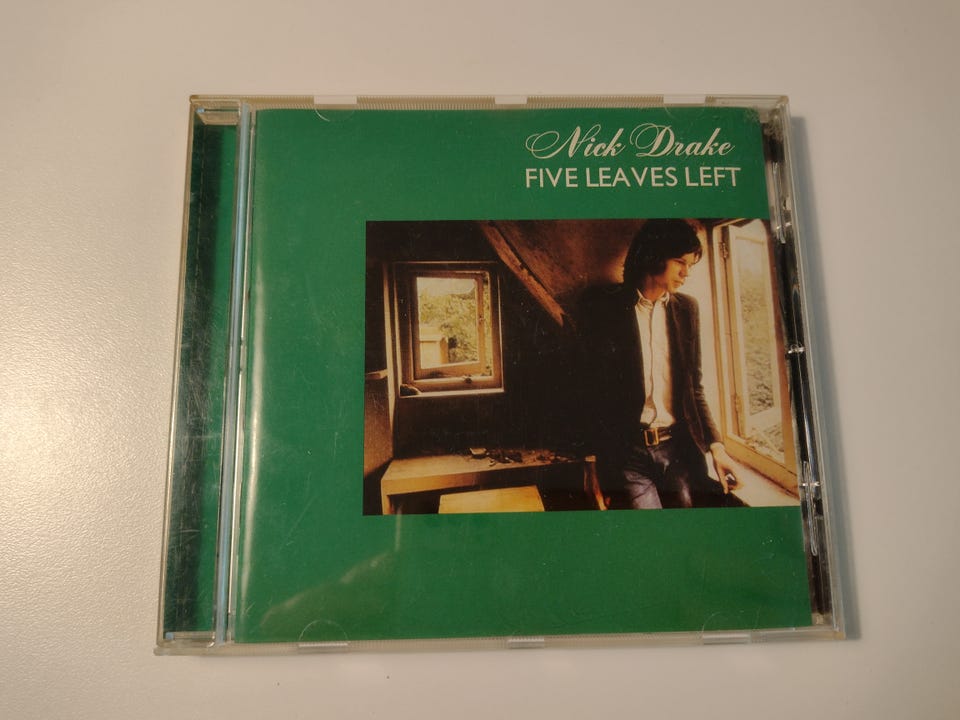 Nick Drake
FIVE LEAVES LEFT